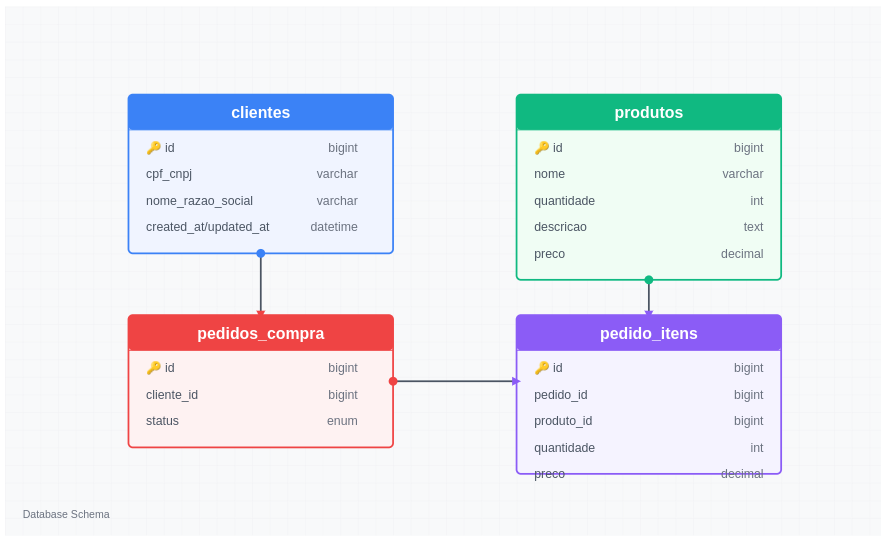 clientes
id bigint
cpf_cnpj varchar
nome_razao_social varchar
created_at/updated_at datetime
produtos
id bigint
nome varchar
quantidade int
descricao text
preco decimal
pedidos_compra
id bigint
cliente_id bigint
status enum
pedido_itens
id bigint
pedido_id bigint
produto_id bigint
quantidade int
preco decimal
Database Schema